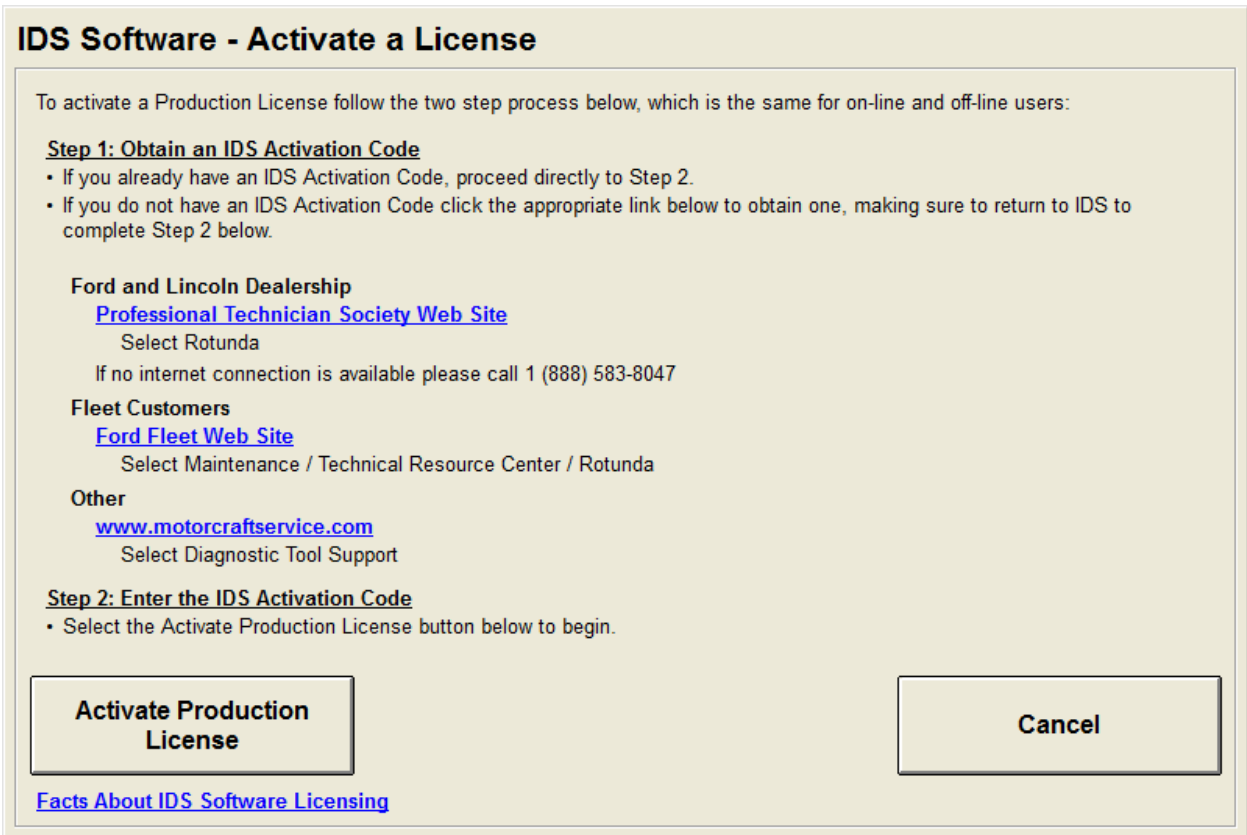 IDS Software - Activate a License
To activate a Production License follow the two step process below, which is the same for on-line and off-line users:
Step 1: Obtain an IDS Activation Code
• If you already have an IDS Activation Code, proceed directly to Step 2.
• If you do not have an IDS Activation Code click the appropriate link below to obtain one, making sure to return to IDS to
complete Step 2 below.
Ford and Lincoln Dealership
Professional Technician Society Web Site
Select Rotunda
If no internet connection is available please call 1 (888) 583-8047
Fleet Customers
Ford Fleet Web Site
Select Maintenance / Technical Resource Center / Rotunda
Other
www.motorcraftservice.com
Select Diagnostic Tool Support
Step 2: Enter the IDS Activation Code
• Select the Activate Production License button below to begin.
Activate Production
License
Cancel
Facts About IDS Software Licensing